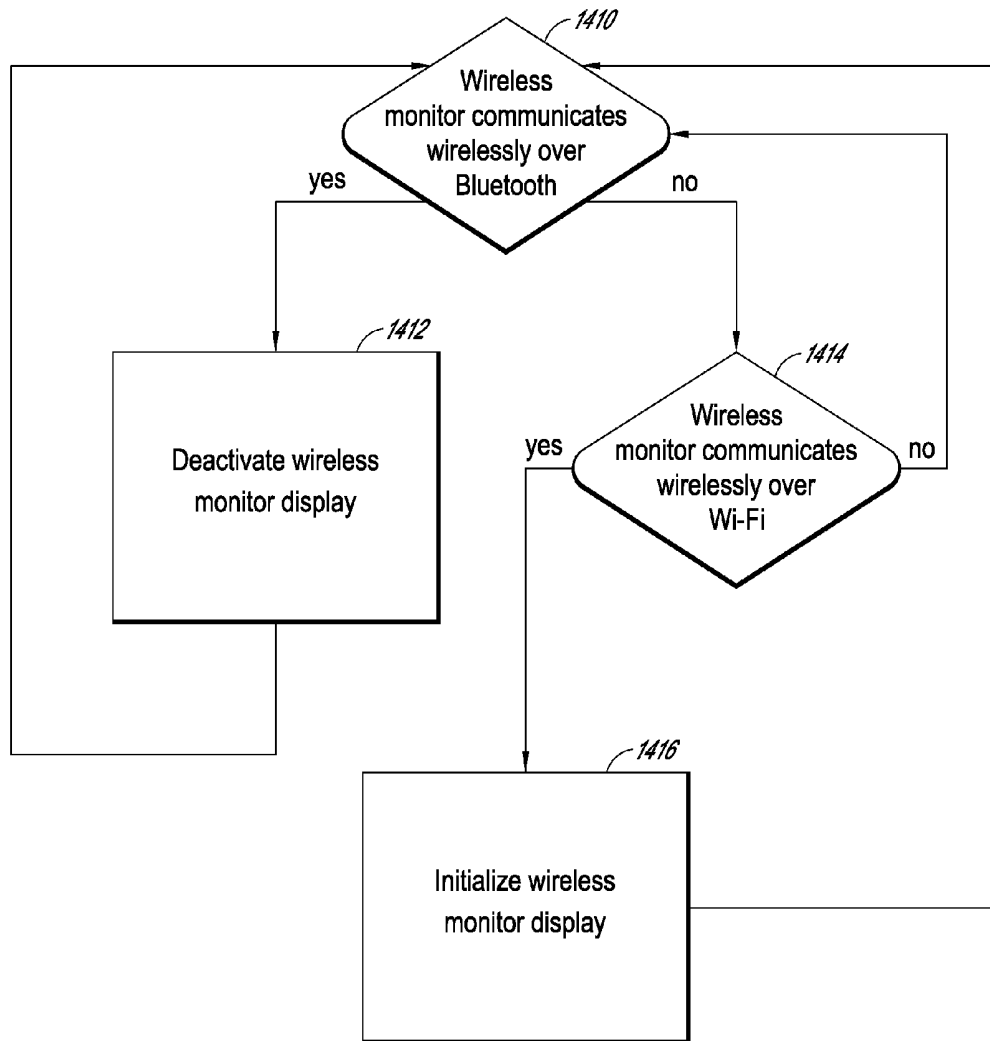 1410
Wireless
monitor communicates
wirelessly over
Bluetooth
yes
no
1412
Deactivate wireless
monitor display
1414
Wireless
monitor communicates
wirelessly over
Wi-Fi
yes
no
1416
Initialize wireless
monitor display